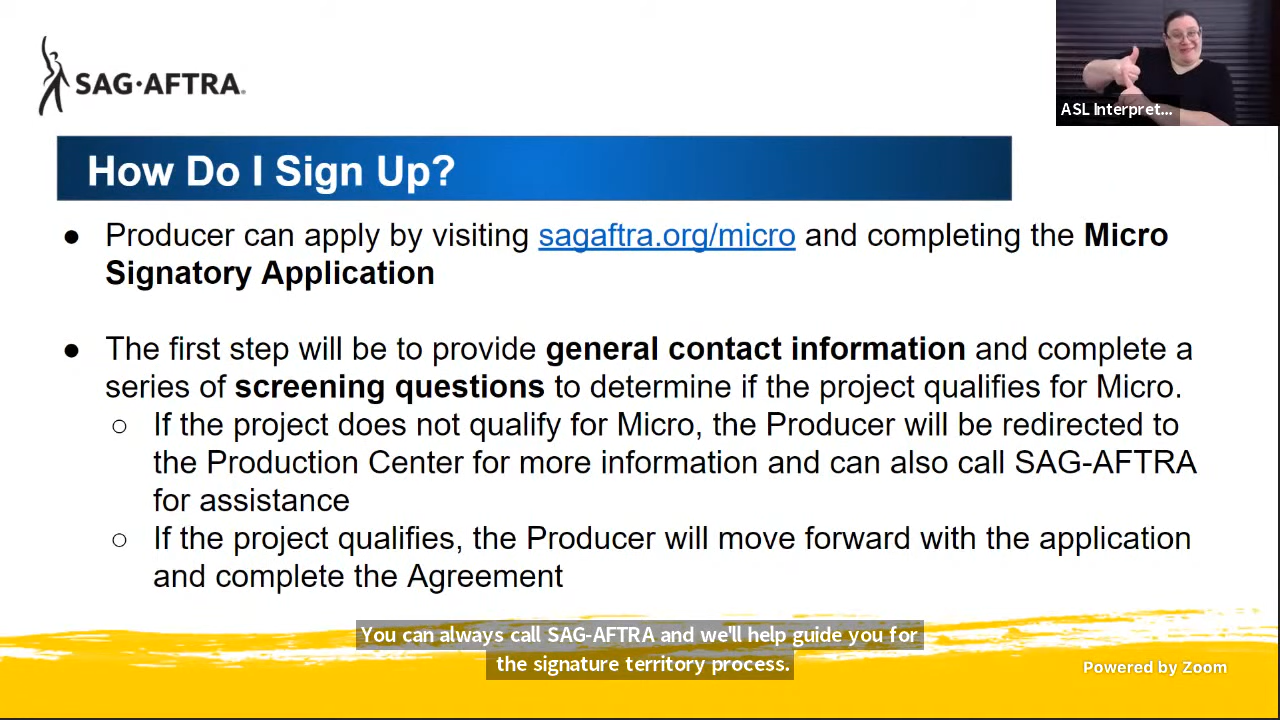 SAG·AFTRA®
ASL Interpret...
How Do I Sign Up?
● Producer can apply by visiting sagaftra.org/micro and completing the Micro
Signatory Application
● The first step will be to provide general contact information and complete a
series of screening questions to determine if the project qualifies for Micro.
○ If the project does not qualify for Micro, the Producer will be redirected to
the Production Center for more information and can also call SAG-AFTRA
for assistance
○ If the project qualifies, the Producer will move forward with the application
and complete the Agreement
You can always call SAG-AFTRA and we'll help guide you for
the signature territory process.
Powered by Zoom